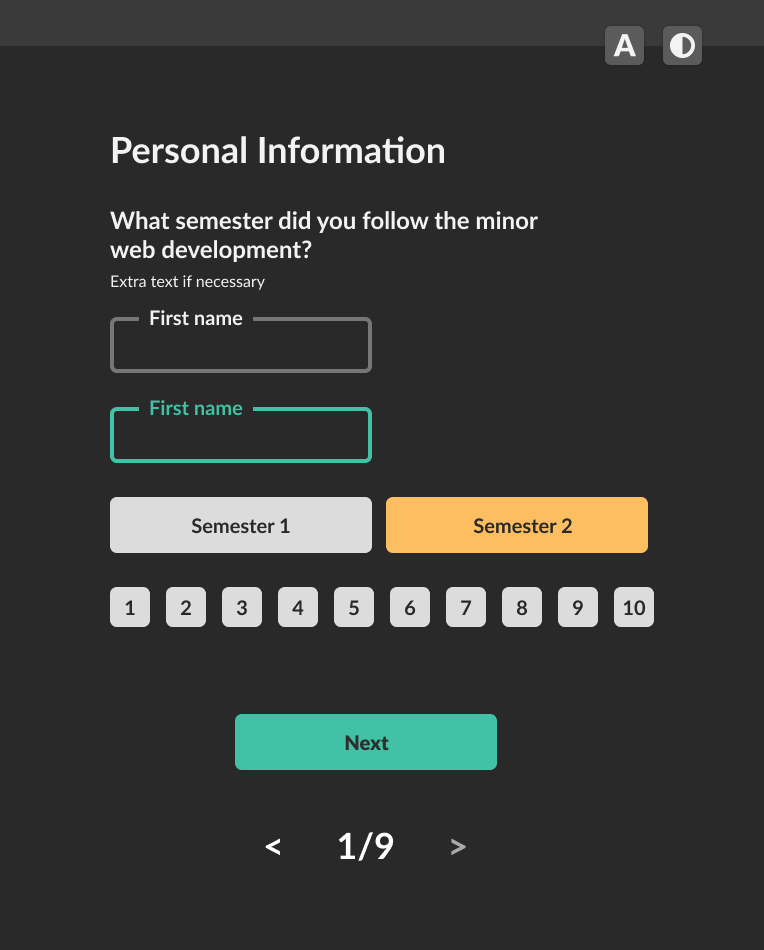 A
Personal Information
What semester did you follow the minor
web development?
Extra text if necessary
First name
First name
Semester 1 Semester 2
1 2 3 4 5 6 7 8 9 10
Next
< 1/9 >